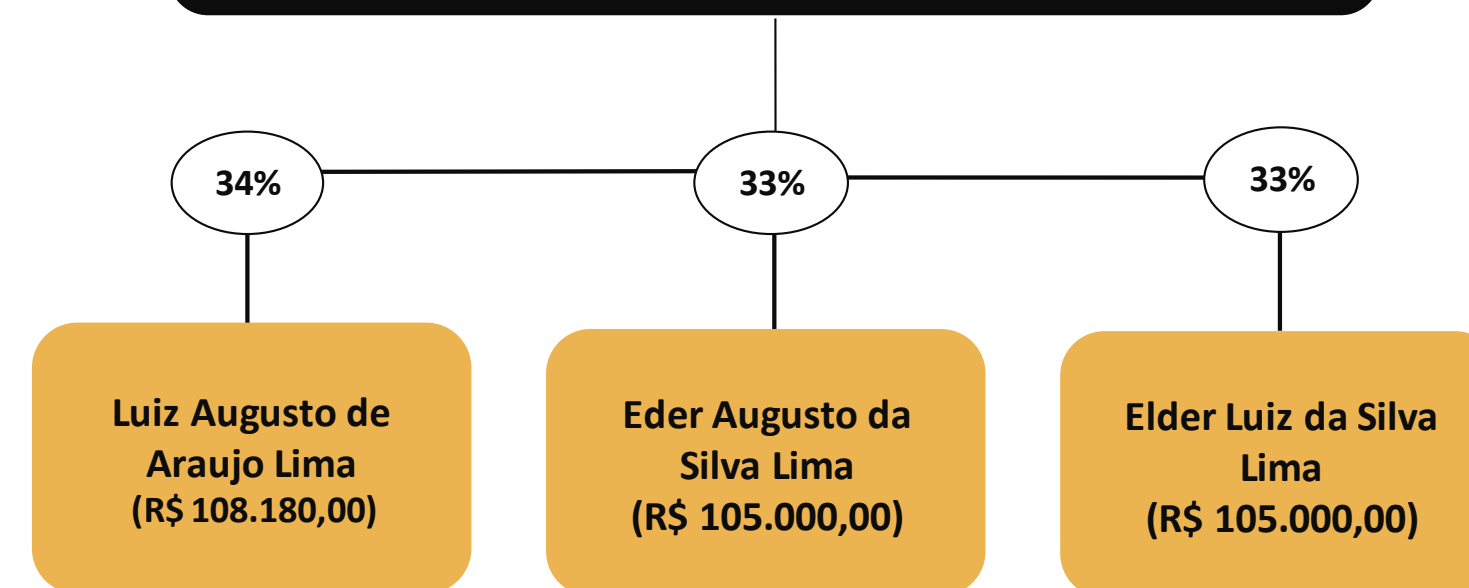 34%
33%
33%
Luiz Augusto de
Araujo Lima
(R$ 108.180,00)
Eder Augusto da
Silva Lima
(R$ 105.000,00)
Elder Luiz da Silva
Lima
(R$ 105.000,00)